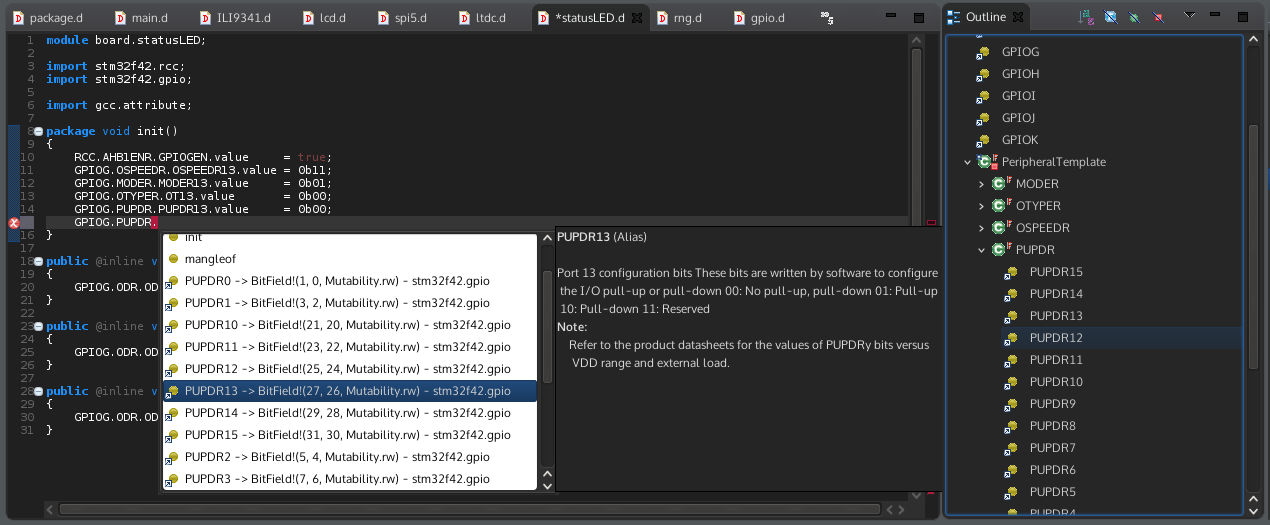 package.d main.d ILI9341.d lcd.d spi5.d ltdc.d *statusLED.d rng.d gpio.d »5
1 module board.statusLED;
2
3 import stm32f42.rcc;
4 import stm32f42.gpio;
5
6 import gcc.attribute;
7
8 package void init()
9 {
10 RCC.AHB1ENR.GPIOGEN.value = true;
11 GPIOG.OSPEEDR.OSPEEDR13.value = 0b11;
12 GPIOG.MODER.MODER13.value = 0b01;
13 GPIOG.OTYPER.OT13.value = 0b00;
14 GPIOG.PUPDR.PUPDR13.value = 0b00;
GPIOG.PUPDR.
16 }
17
18 public @inline v
20 GPIOG.ODR.OD
21 }
22
23 public @inline v
24 {
25 GPIOG.ODR.OD
26 }
27
28 public @inline v
29 {
30 GPIOG.ODR.OD
31 }
init
mangleof
PUPDR0 -> BitField!(1, 0, Mutability.rw) - stm32f42.gpio
PUPDR1 -> BitField!(3, 2, Mutability.rw) - stm32f42.gpio
PUPDR10 -> BitField!(21, 20, Mutability.rw) - stm32f42.gpio
PUPDR11 -> BitField!(23, 22, Mutability.rw) - stm32f42.gpio
PUPDR12 -> BitField!(25, 24, Mutability.rw) - stm32f42.gpio
PUPDR13 -> BitField!(27, 26, Mutability.rw) - stm32f42.gpio
PUPDR14 -> BitField!(29, 28, Mutability.rw) - stm32f42.gpio
PUPDR15 -> BitField!(31, 30, Mutability.rw) - stm32f42.gpio
PUPDR2 -> BitField!(5, 4, Mutability.rw) - stm32f42.gpio
PUPDR3 -> BitField!(7, 6, Mutability.rw) - stm32f42.gpio
PUPDR13 (Alias)
Port 13 configuration bits These bits are written by software to configure
the I/O pull-up or pull-down 00: No pull-up, pull-down 01: Pull-up
10: Pull-down 11: Reserved
Note:
Refer to the product datasheets for the values of PUPDRy bits versus
VDD range and external load.
Outline
GPIOG
GPIOH
GPIOI
GPIOJ
GPIOK
PeripheralTemplate
MODER
OTYPER
OSPEEDR
PUPDR
PUPDR15
PUPDR14
PUPDR13
PUPDR12
PUPDR11
PUPDR10
PUPDR9
PUPDR8
PUPDR7
PUPDR6
PUPDR5
PUPDR4